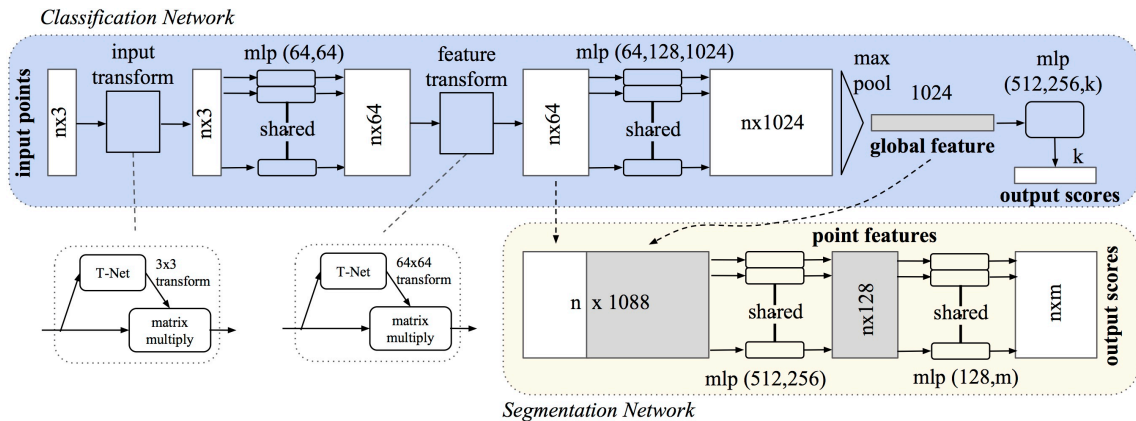 Classification Network
input points
nx3
input
transform
nx3
mlp (64,64)
shared
nx64
feature
transform
nx64
mlp (64,128,1024)
shared
nx1024
max
pool
1024
global feature
mlp
(512,256,k)
k
output scores
T-Net
3x3
transform
matrix
multiply
T-Net
64x64
transform
matrix
multiply
point features
n x 1088
shared
mlp (512,256)
nx128
shared
mlp (128,m)
nxm
output scores
Segmentation Network